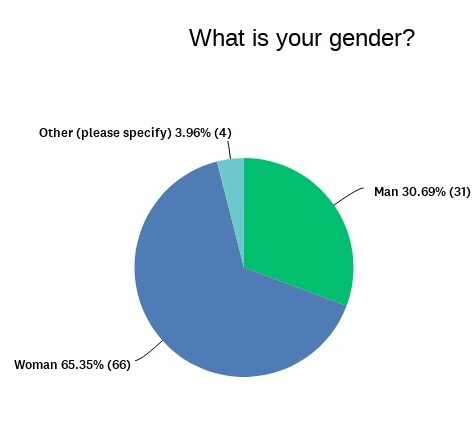 What is your gender?
Other (please specify) 3.96% (4)
Man 30.69% (31)
Woman 65.35% (66)